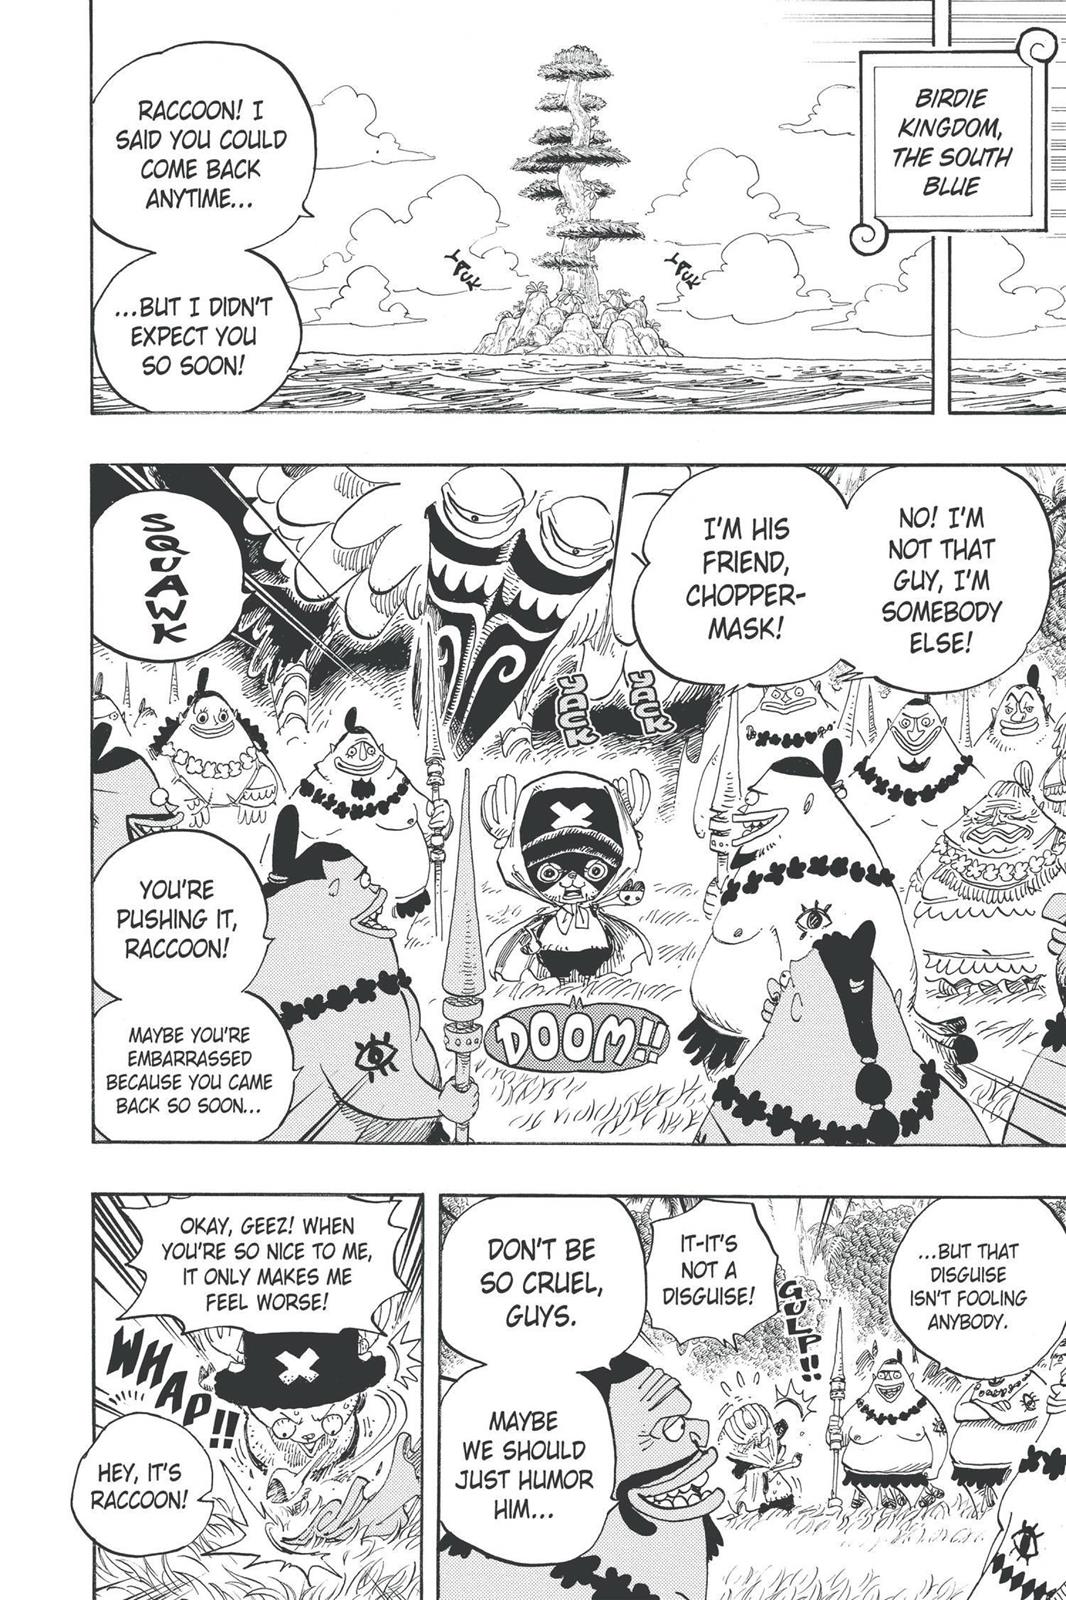 BIRDIE
KINGDOM,
THE SOUTH
BLUE
RACCOON! I
SAID YOU COULD
COME BACK
ANYTIME...
...BUT I DIDN'T
EXPECT YOU
SO SOON!
NO! I'M
NOT THAT
GUY, I'M
SOMEBODY
ELSE!
I'M HIS
FRIEND,
CHOPPER-
MASK!
SQUAWK
DOOM!!
YOU'RE
PUSHING IT,
RACCOON!
MAYBE YOU'RE
EMBARRASSED
BECAUSE YOU CAME
BACK SO SOON...
...BUT THAT
DISGUISE
ISN'T FOOLING
ANYBODY.
GULP!!
IT-IT'S
NOT A
DISGUISE!
DON'T BE
SO CRUEL,
GUYS.
MAYBE
WE SHOULD
JUST HUMOR
HIM...
OKAY, GEEZ! WHEN
YOU'RE SO NICE TO ME,
IT ONLY MAKES ME
FEEL WORSE!
WHAP!!
HEY, IT'S
RACCOON!